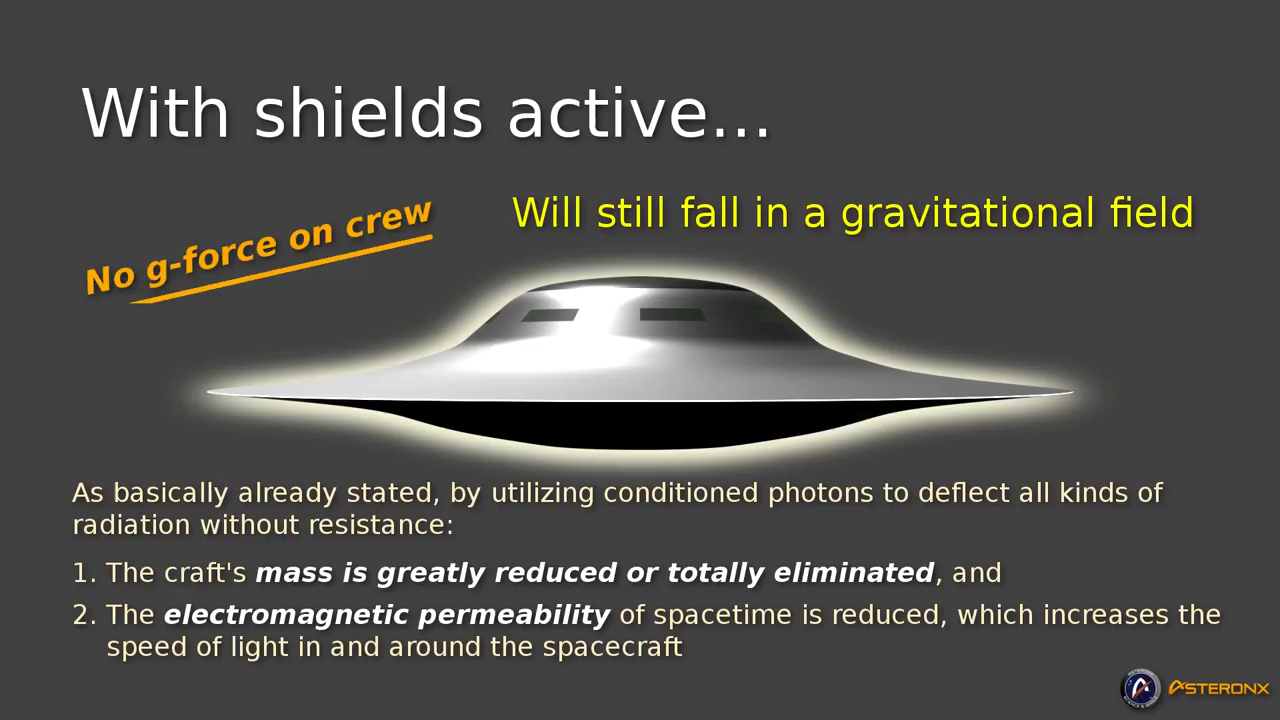 With shields active...
No g-force on crew
Will still fall in a gravitational field
As basically already stated, by utilizing conditioned photons to deflect all kinds of
radiation without resistance:
1. The craft's mass is greatly reduced or totally eliminated, and
2. The electromagnetic permeability of spacetime is reduced, which increases the
speed of light in and around the spacecraft
ASTERONX